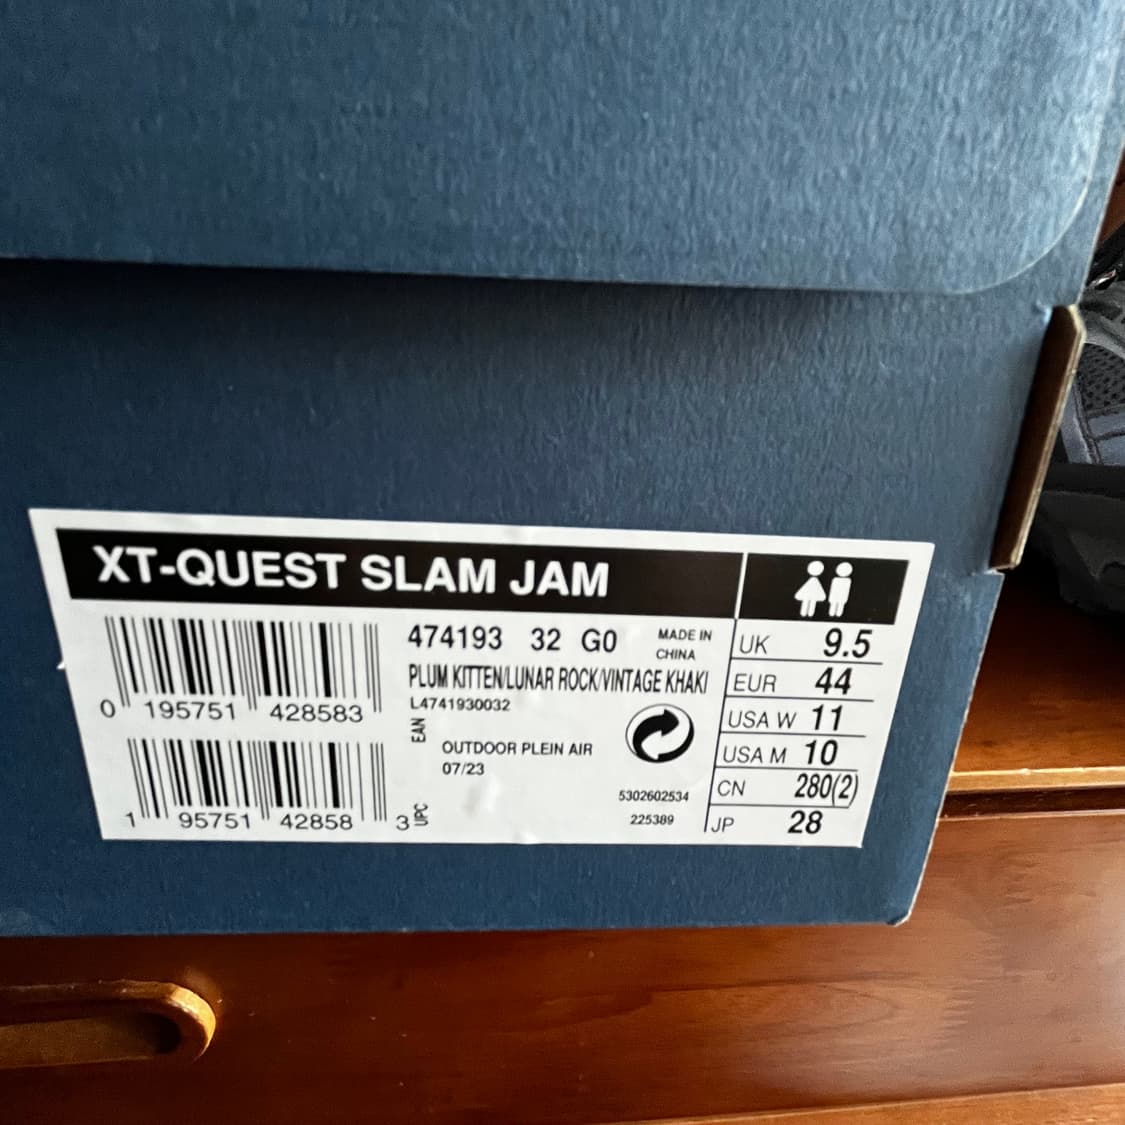 XT-QUEST SLAM JAM
474193 32 G0 MADE IN CHINA
PLUM KITTEN/LUNAR ROCK/VINTAGE KHAKI
L4741930032
0 195751 428583
EAN
OUTDOOR PLEIN AIR
07/23
1 95751 42858 3
UPC
5302602534
225389
UK 9.5
EUR 44
USA W 11
USA M 10
CN 280(2)
JP 28